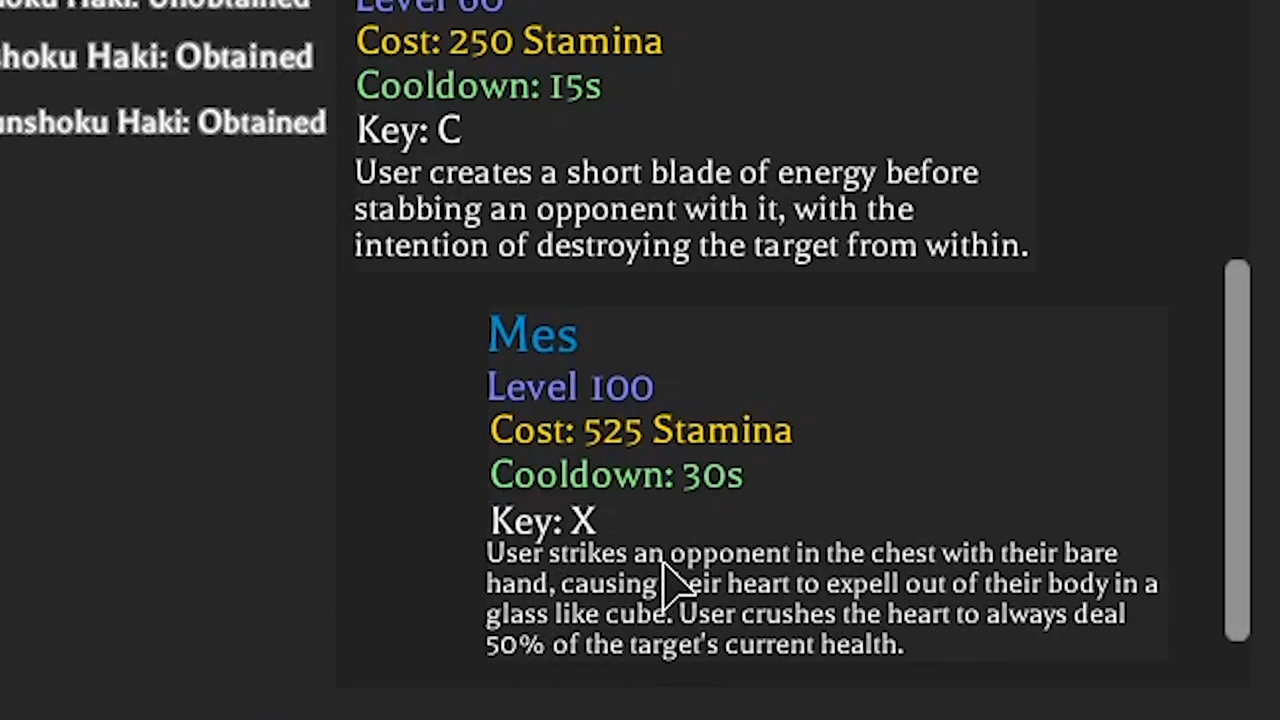 Haki: Unobtained
Haki: Obtained
Haki: Obtained
Level 60
Cost: 250 Stamina
Cooldown: 15s
Key: C
User creates a short blade of energy before
stabbing an opponent with it, with the
intention of destroying the target from within.
Mes
Level 100
Cost: 525 Stamina
Cooldown: 30s
Key: X
User strikes an opponent in the chest with their bare
hand, causing heart to expell out of their body in a
glass like cube. User crushes the heart to always deal
50% of the target's current health.